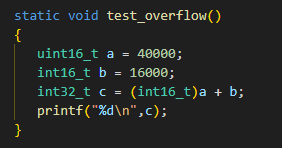 static void test_overflow()
{
    uint16_t a = 40000;
    int16_t b = 16000;
    int32_t c = (int16_t)a + b;
    printf("%d\n",c);
}